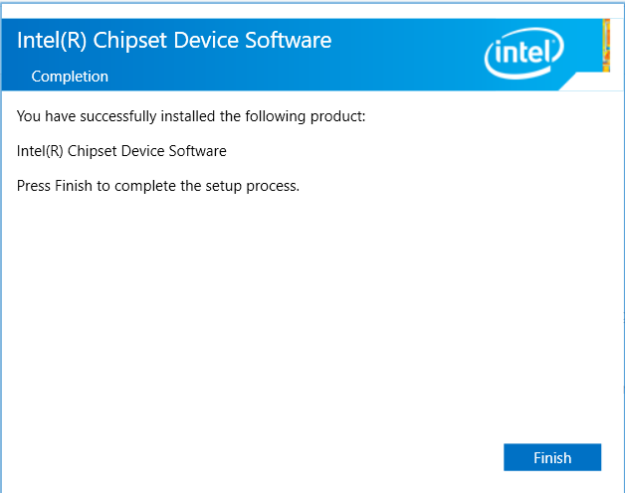 Intel(R) Chipset Device Software
intel
Completion
You have successfully installed the following product:
Intel(R) Chipset Device Software
Press Finish to complete the setup process.
Finish